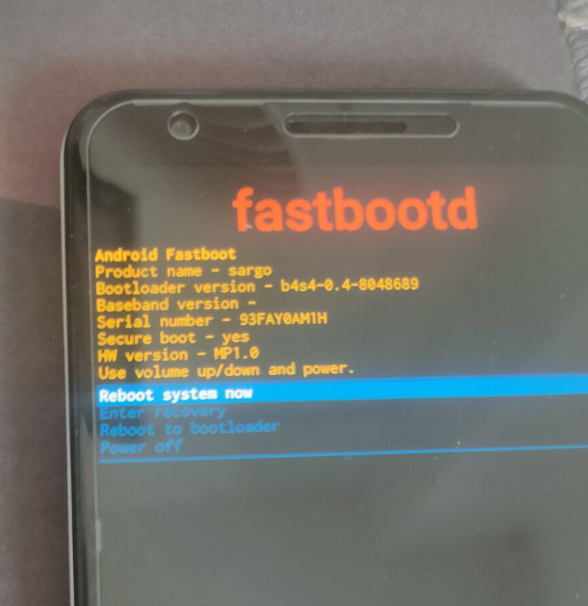 fastbootd
Android Fastboot
Product name - sargo
Bootloader version - b4s4-0.4-8048689
Baseband version -
Serial number - 93FAY0AM1H
Secure boot - yes
HW version - MP1.0
Use volume up/down and power.
Reboot system now
Enter recovery
Reboot to bootloader
Power off